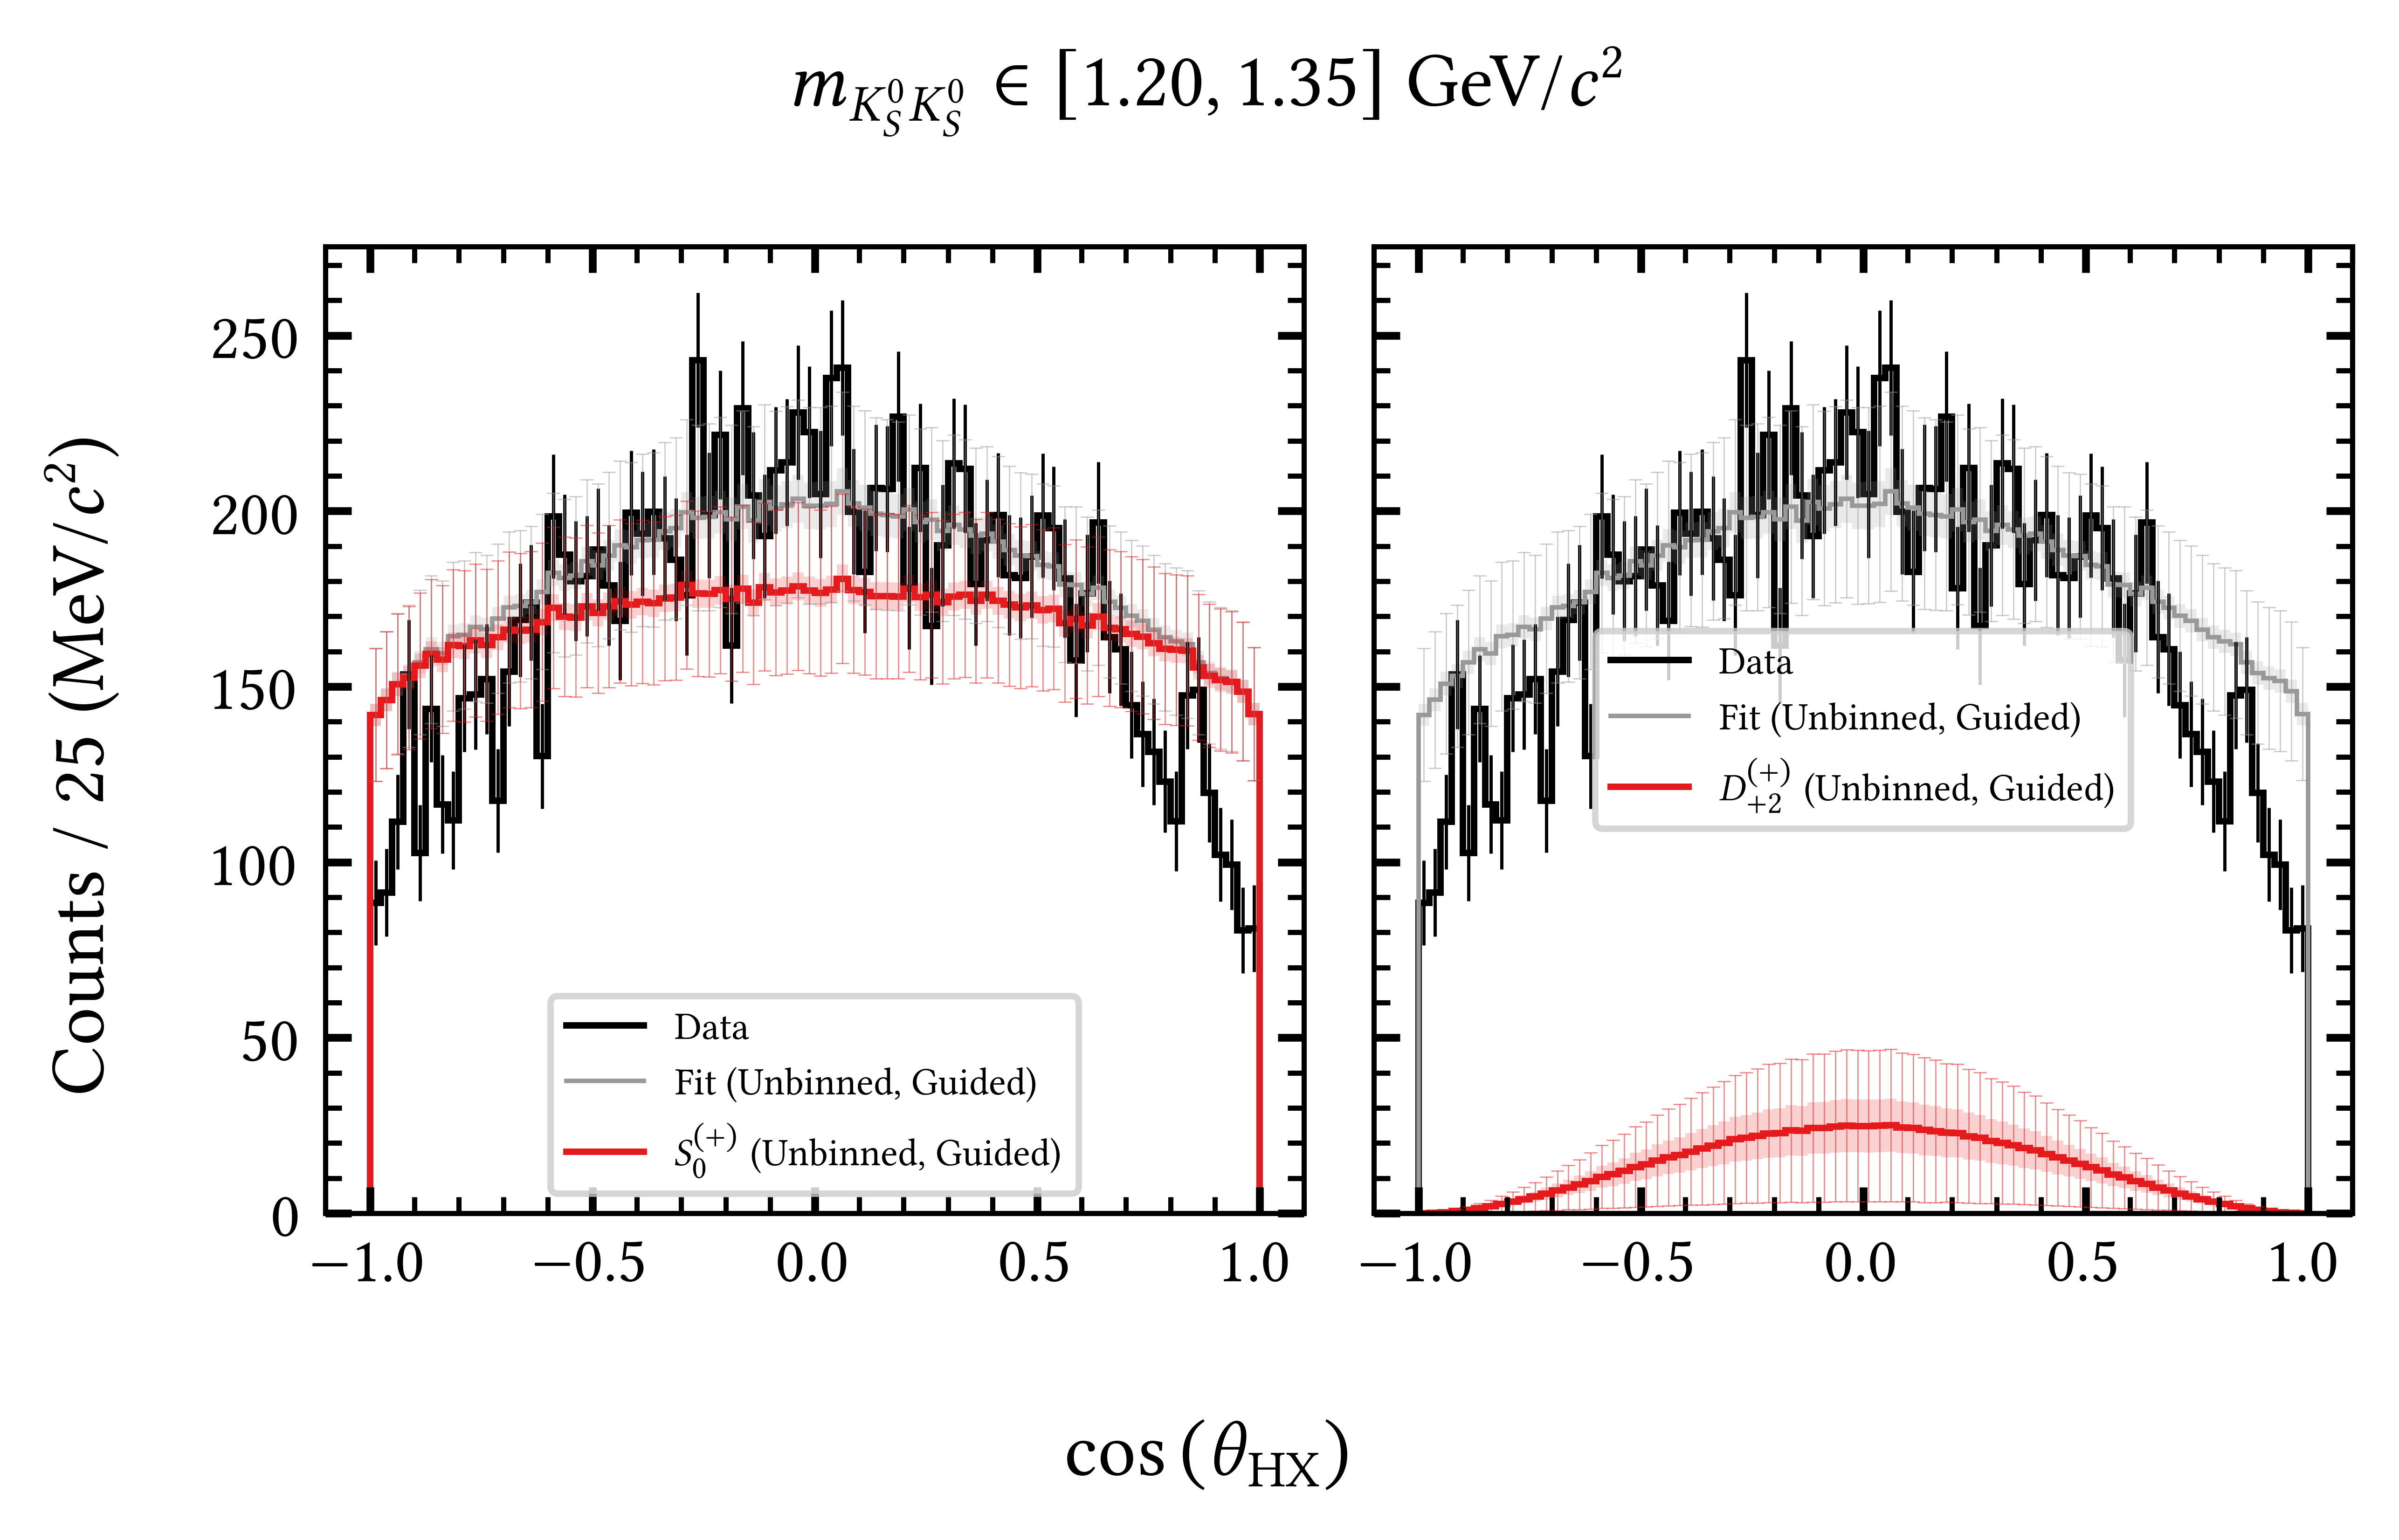 m_{K_S^0 K_S^0} ∈ [1.20, 1.35] GeV/c²
Counts / 25 (MeV/c²)
250
200
150
100
50
0
Data
Fit (Unbinned, Guided)
S_0^{(+)} (Unbinned, Guided)
−1.0 −0.5 0.0 0.5 1.0
Data
Fit (Unbinned, Guided)
D_{+2}^{(+)} (Unbinned, Guided)
−1.0 −0.5 0.0 0.5 1.0
cos (θ_{HX})